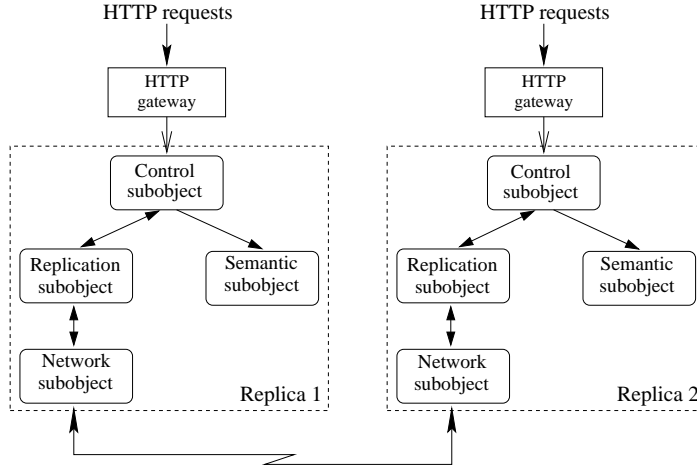 HTTP requests
HTTP
gateway
Control
subobject
Replication
subobject
Semantic
subobject
Network
subobject
Replica 1
HTTP requests
HTTP
gateway
Control
subobject
Replication
subobject
Semantic
subobject
Network
subobject
Replica 2